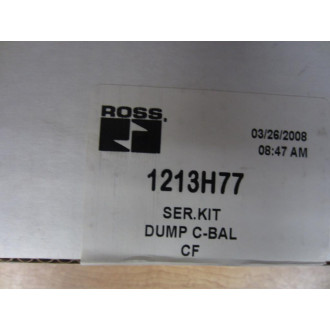 ROSS.
03/26/2008
08:47 AM
1213H77
SER.KIT
DUMP C-BAL
CF